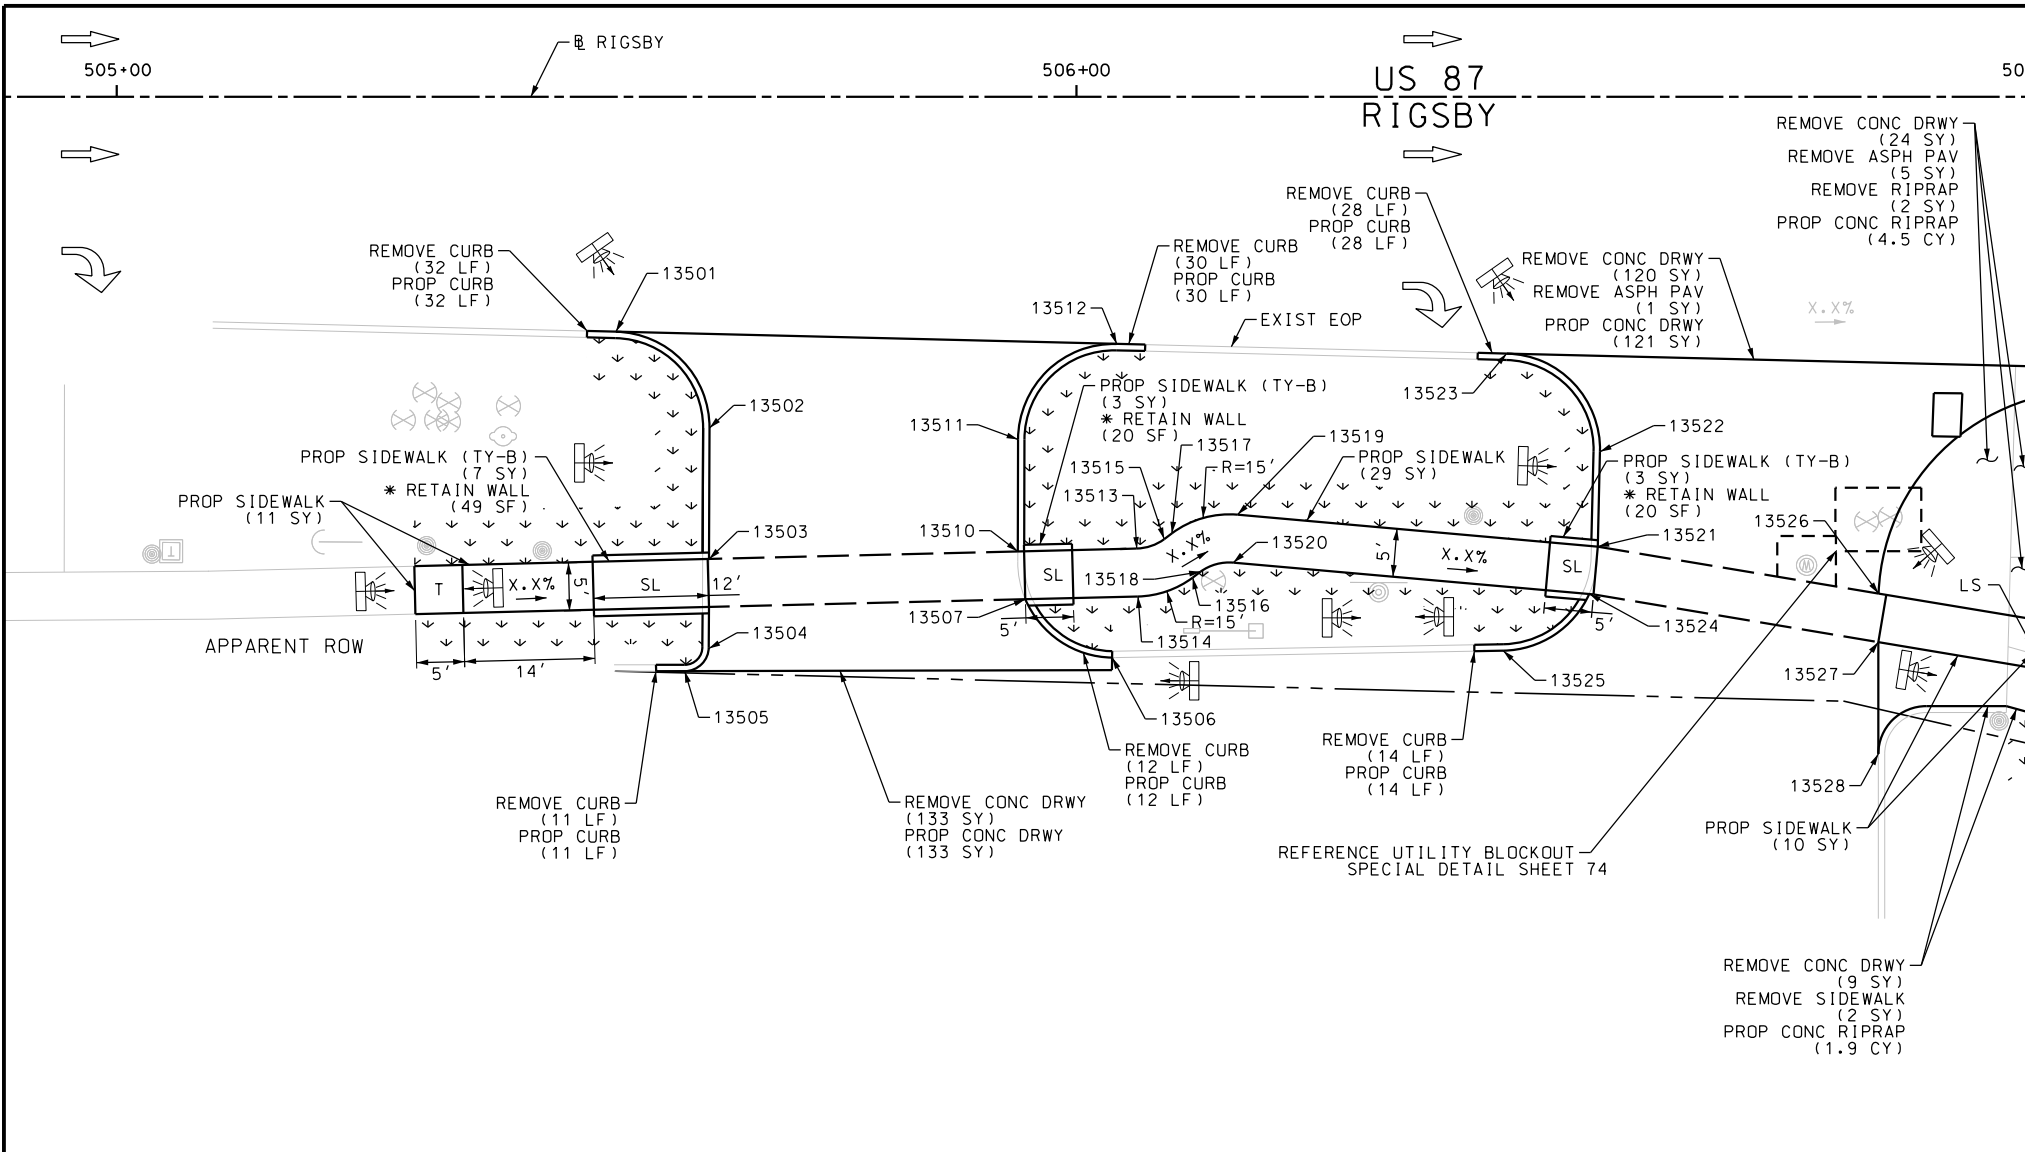 ℄ RIGSBY
505+00
506+00
50
US 87
RIGSBY
REMOVE CONC DRWY
(24 SY)
REMOVE ASPH PAV
(5 SY)
REMOVE RIPRAP
(2 SY)
PROP CONC RIPRAP
(4.5 CY)
REMOVE CURB
(28 LF)
PROP CURB
(28 LF)
REMOVE CURB
(32 LF)
PROP CURB
(32 LF)
13501
REMOVE CURB
(30 LF)
PROP CURB
(30 LF)
13512
EXIST EOP
REMOVE CONC DRWY
(120 SY)
REMOVE ASPH PAV
(1 SY)
PROP CONC DRWY
(121 SY)
X.X%
13502
13511
PROP SIDEWALK (TY-B)
(3 SY)
* RETAIN WALL
(20 SF)
13523
13522
13517
13519
13515
R=15'
PROP SIDEWALK
(29 SY)
PROP SIDEWALK (TY-B)
(3 SY)
* RETAIN WALL
(20 SF)
PROP SIDEWALK (TY-B)
(7 SY)
* RETAIN WALL
(49 SF)
PROP SIDEWALK
(11 SY)
13513
13503
13510
13526
13521
X.X%
13520
5'
X.X%
T
T
X.X%
5'
SL
12'
SL
13518
SL
LS
13507
5'
13516
R=15'
13514
5'
13524
13504
APPARENT ROW
5'
14'
13525
13527
13505
13506
REMOVE CURB
(12 LF)
PROP CURB
(12 LF)
REMOVE CURB
(14 LF)
PROP CURB
(14 LF)
13528
REMOVE CURB
(11 LF)
PROP CURB
(11 LF)
REMOVE CONC DRWY
(133 SY)
PROP CONC DRWY
(133 SY)
PROP SIDEWALK
(10 SY)
REFERENCE UTILITY BLOCKOUT
SPECIAL DETAIL SHEET 74
REMOVE CONC DRWY
(9 SY)
REMOVE SIDEWALK
(2 SY)
PROP CONC RIPRAP
(1.9 CY)